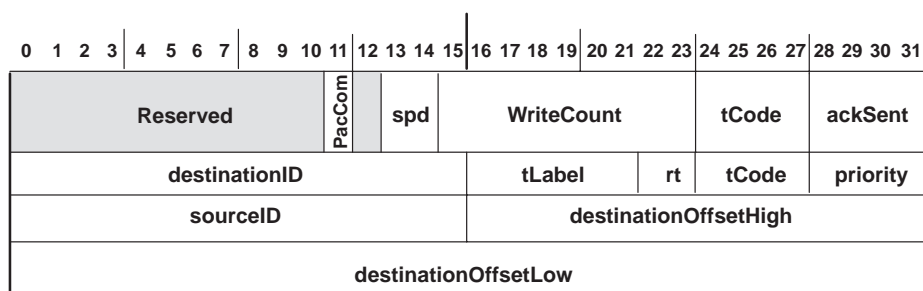 0 1 2 3 4 5 6 7 8 9 10 11 12 13 14 15 16 17 18 19 20 21 22 23 24 25 26 27 28 29 30 31
Reserved PacCom spd WriteCount tCode ackSent
destinationID tLabel rt tCode priority
sourceID destinationOffsetHigh
destinationOffsetLow